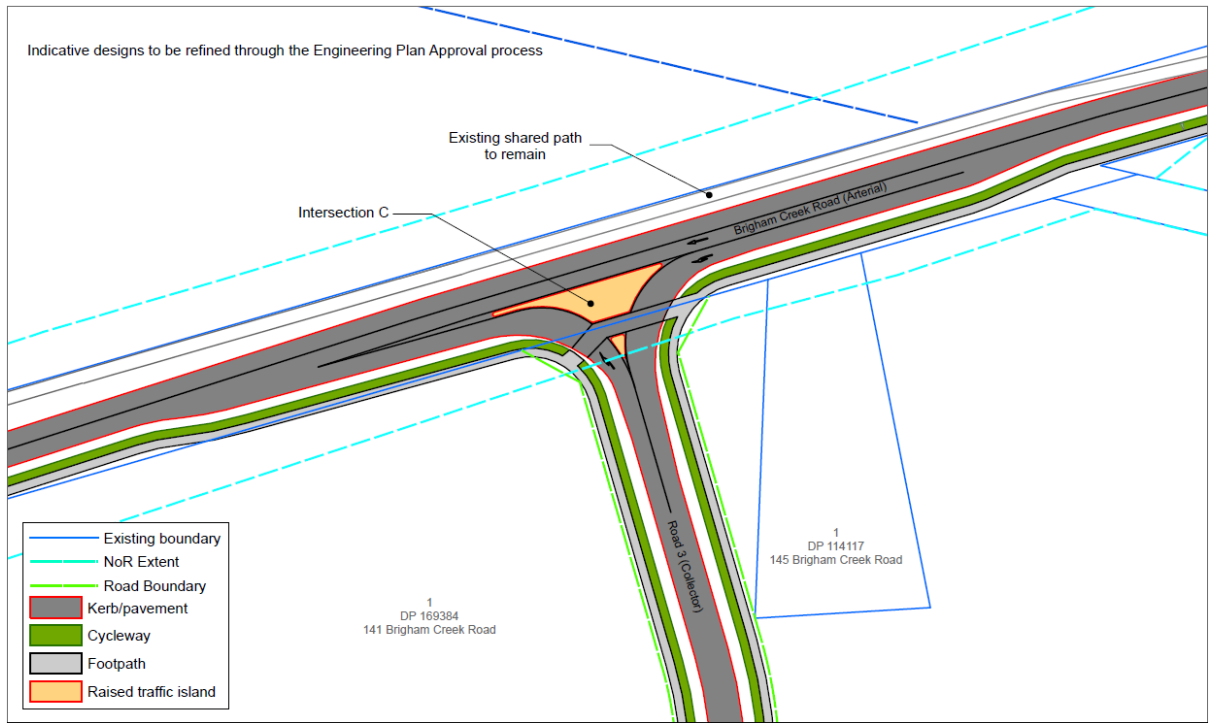 Indicative designs to be refined through the Engineering Plan Approval process
Existing shared path
to remain
Intersection C
Brigham Creek Road (Arterial)
Road 3 (Collector)
1
DP 114117
145 Brigham Creek Road
1
DP 169384
141 Brigham Creek Road
Existing boundary
NoR Extent
Road Boundary
Kerb/pavement
Cycleway
Footpath
Raised traffic island